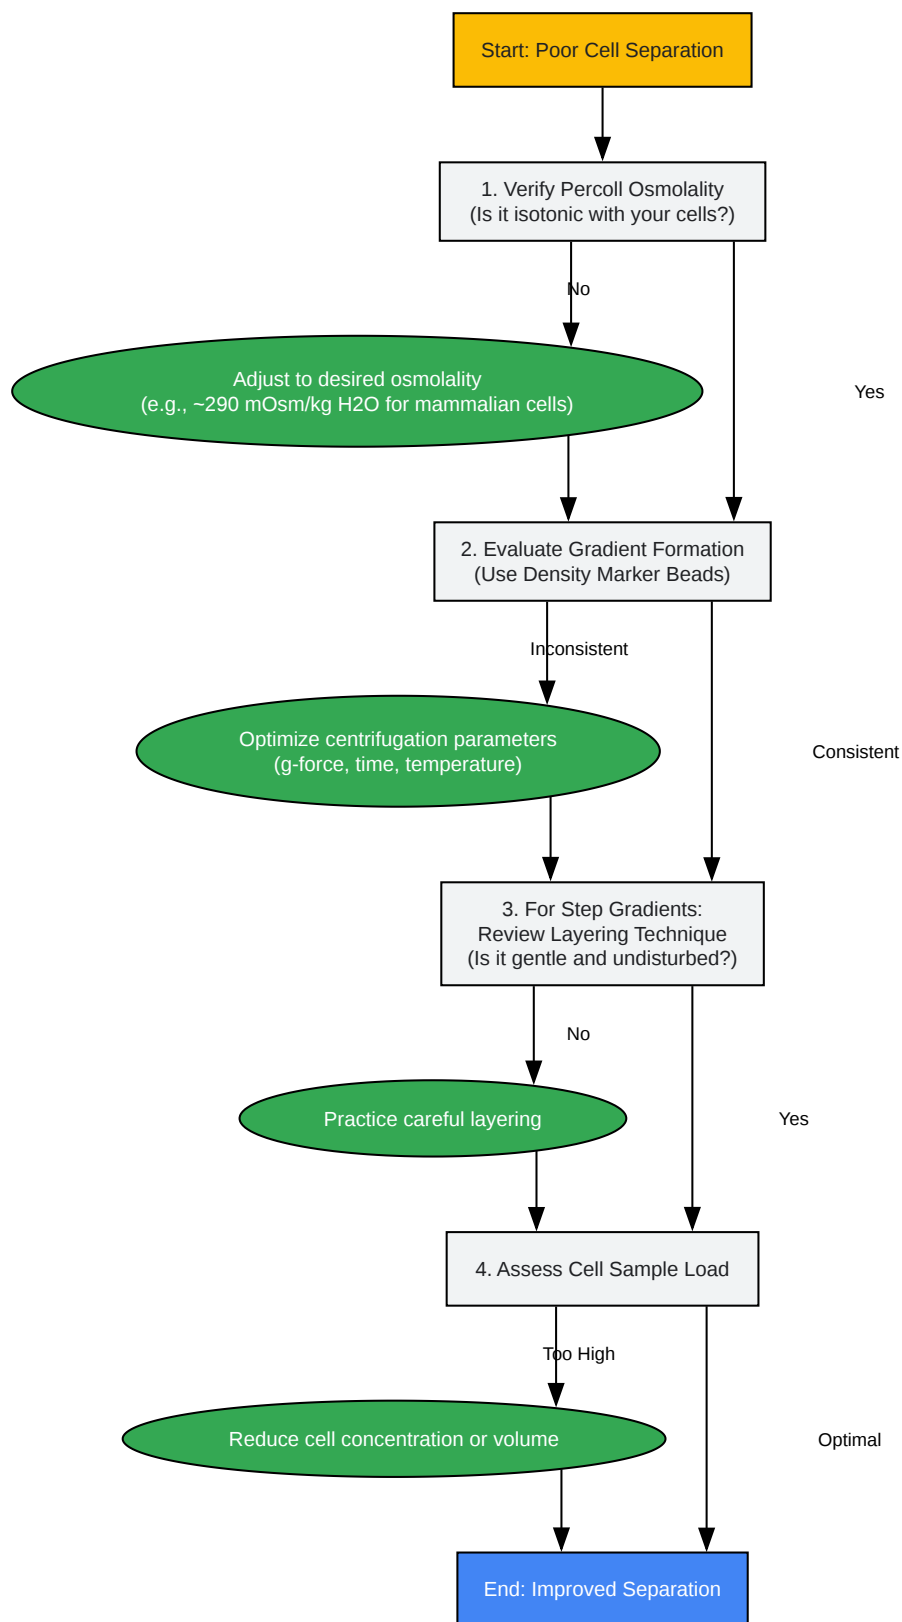 Start: Poor Cell Separation
1. Verify Percoll Osmolality
(Is it isotonic with your cells?)
No
Adjust to desired osmolality
(e.g., ~290 mOsm/kg H2O for mammalian cells)
Yes
2. Evaluate Gradient Formation
(Use Density Marker Beads)
Inconsistent
Optimize centrifugation parameters
(g-force, time, temperature)
Consistent
3. For Step Gradients:
Review Layering Technique
(Is it gentle and undisturbed?)
No
Practice careful layering
Yes
4. Assess Cell Sample Load
Too High
Reduce cell concentration or volume
Optimal
End: Improved Separation